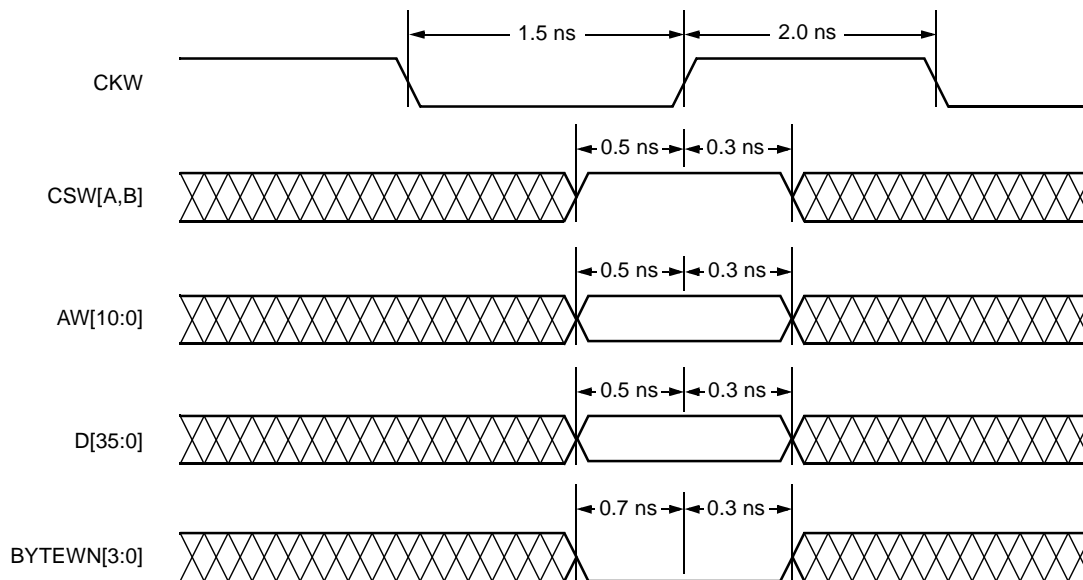 1.5 ns 2.0 ns
CKW
0.5 ns 0.3 ns
CSW[A,B]
0.5 ns 0.3 ns
AW[10:0]
0.5 ns 0.3 ns
D[35:0]
0.7 ns 0.3 ns
BYTEWN[3:0]